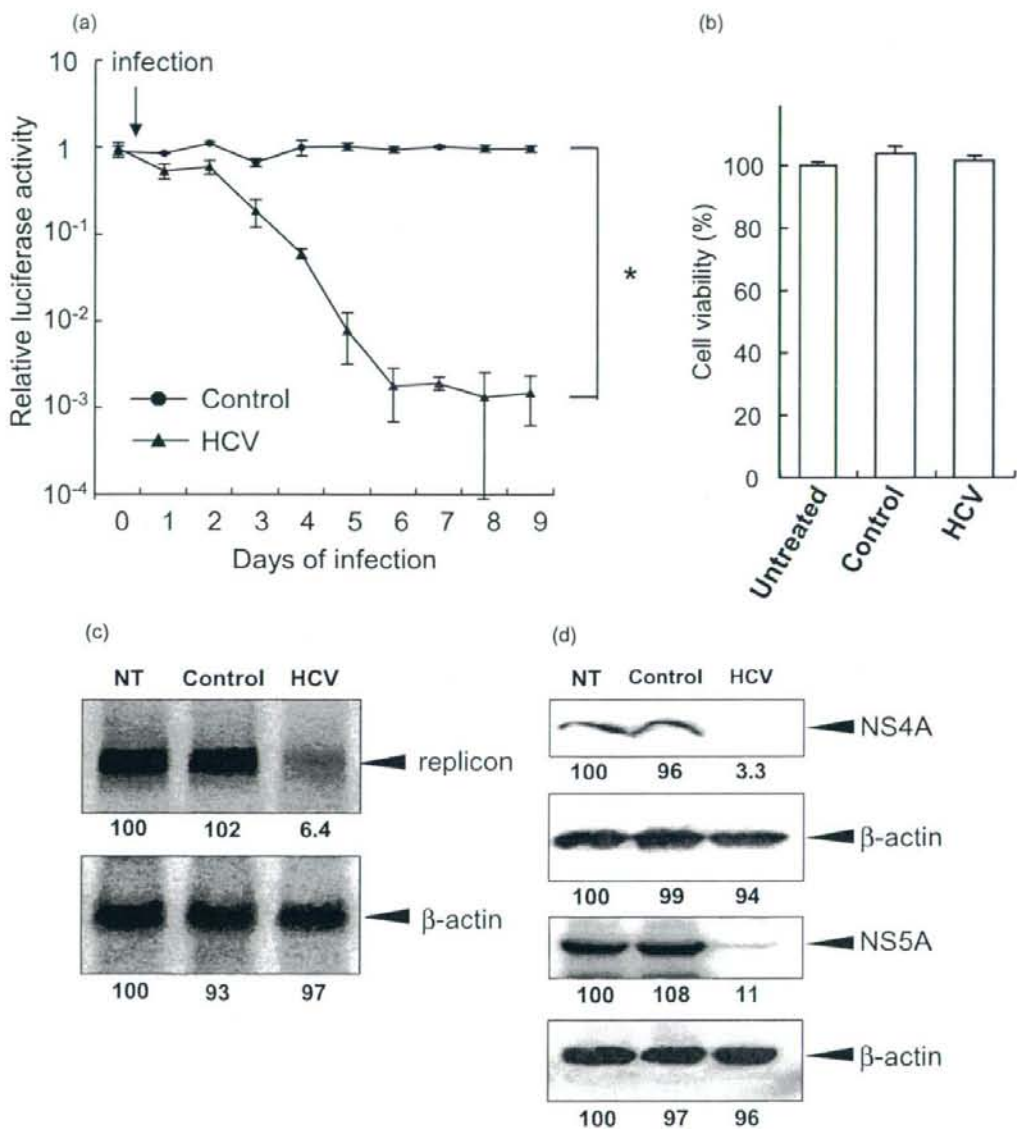 (a)
10
infection
1
10-1
10-2
10-3
10-4
Relative luciferase activity
Control
HCV
*
0 1 2 3 4 5 6 7 8 9
Days of infection
(b)
100
80
60
40
20
0
Cell viability (%)
Untreated
Control
HCV
(c)
NT Control HCV
replicon
100 102 6.4
β-actin
100 93 97
(d)
NT Control HCV
NS4A
100 96 3.3
β-actin
100 99 94
NS5A
100 108 11
β-actin
100 97 96